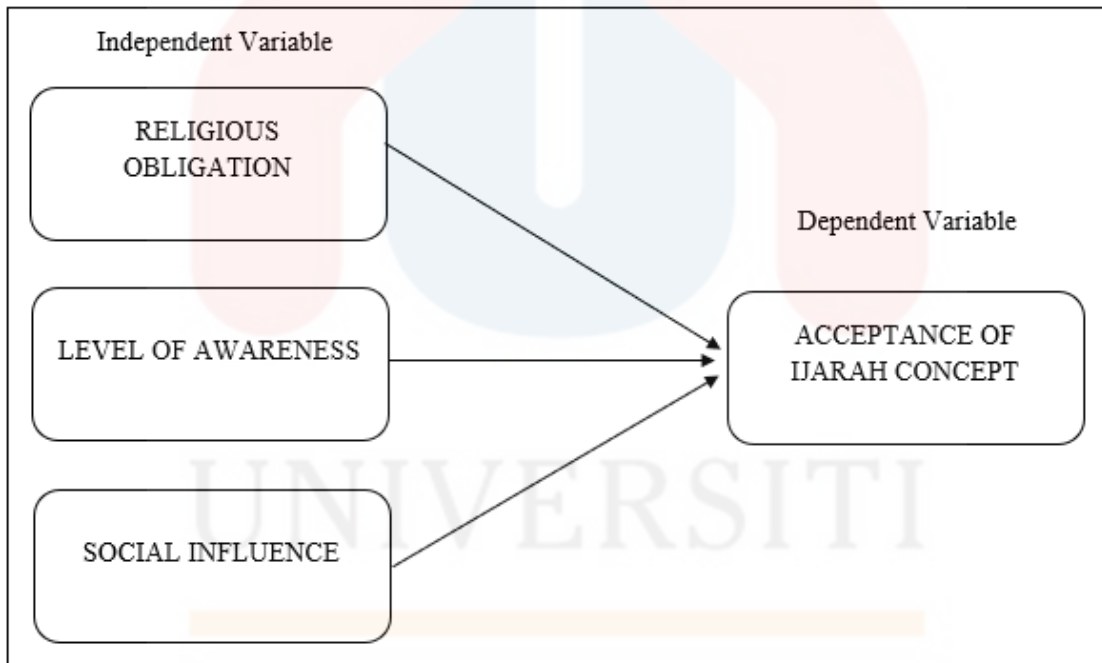 Independent Variable
RELIGIOUS
OBLIGATION
LEVEL OF AWARENESS
SOCIAL INFLUENCE
Dependent Variable
ACCEPTANCE OF
IJARAH CONCEPT
UNIVERSITI